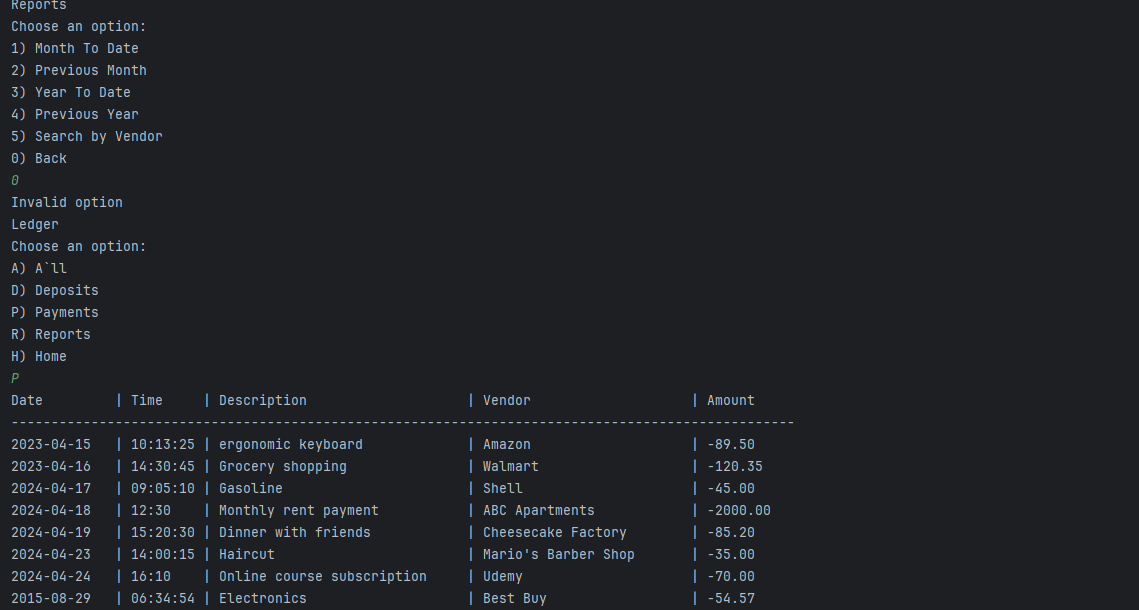 Reports
Choose an option:
1) Month To Date
2) Previous Month
3) Year To Date
4) Previous Year
5) Search by Vendor
0) Back
0
Invalid option
Ledger
Choose an option:
A) A`ll
D) Deposits
P) Payments
R) Reports
H) Home
P
Date         | Time     | Description                    | Vendor                    | Amount
--------------------------------------------------------------------------------------------------
2023-04-15   | 10:13:25 | ergonomic keyboard             | Amazon                    | -89.50
2023-04-16   | 14:30:45 | Grocery shopping               | Walmart                   | -120.35
2024-04-17   | 09:05:10 | Gasoline                       | Shell                     | -45.00
2024-04-18   | 12:30    | Monthly rent payment           | ABC Apartments            | -2000.00
2024-04-19   | 15:20:30 | Dinner with friends            | Cheesecake Factory        | -85.20
2024-04-23   | 14:00:15 | Haircut                        | Mario's Barber Shop       | -35.00
2024-04-24   | 16:10    | Online course subscription     | Udemy                     | -70.00
2015-08-29   | 06:34:54 | Electronics                    | Best Buy                  | -54.57